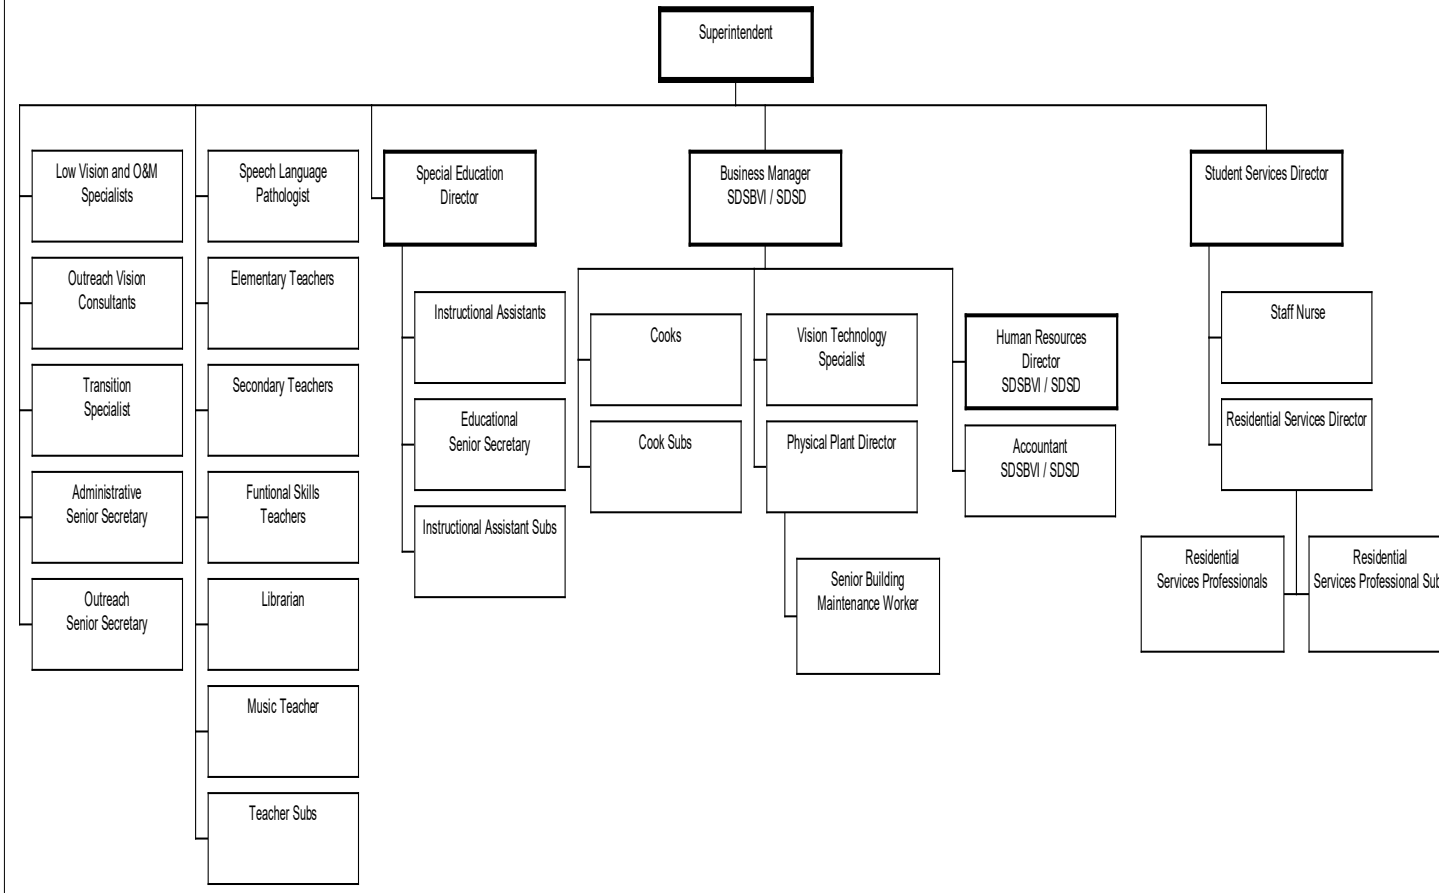 Superintendent
Low Vision and O&M
Specialists
Outreach Vision
Consultants
Transition
Specialist
Administrative
Senior Secretary
Outreach
Senior Secretary
Speech Language
Pathologist
Elementary Teachers
Secondary Teachers
Funtional Skills
Teachers
Librarian
Music Teacher
Teacher Subs
Special Education
Director
Instructional Assistants
Educational
Senior Secretary
Instructional Assistant Subs
Business Manager
SDSBVI / SDSD
Cooks
Cook Subs
Vision Technology
Specialist
Physical Plant Director
Senior Building
Maintenance Worker
Human Resources
Director
SDSBVI / SDSD
Accountant
SDSBVI / SDSD
Student Services Director
Staff Nurse
Residential Services Director
Residential
Services Professionals
Residential
Services Professional Sub